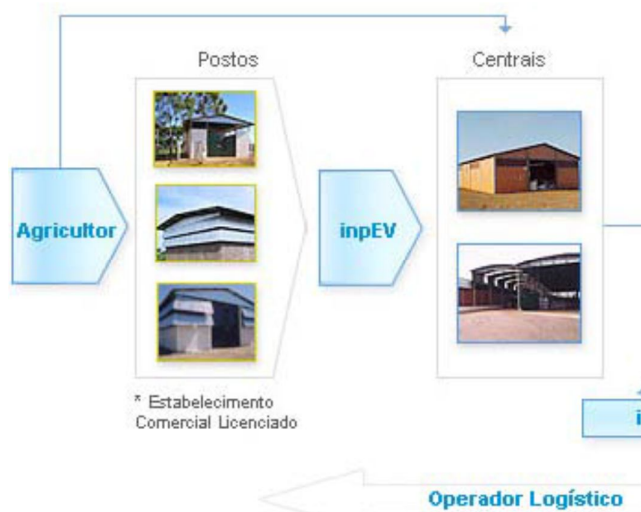 Postos
Centrais
Agricultor
inpEV
* Estabelecimento
Comercial Licenciado
i
Operador Logístico